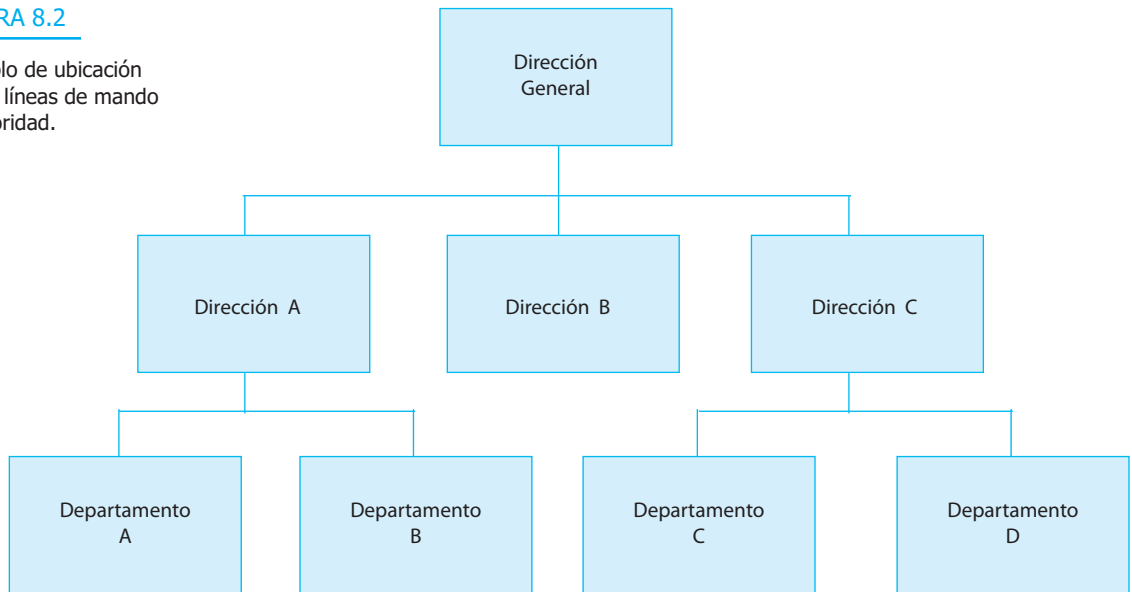 RA 8.2
lo de ubicación
líneas de mando
oridad.
Dirección
General
Dirección A
Dirección B
Dirección C
Departamento
A
Departamento
B
Departamento
C
Departamento
D